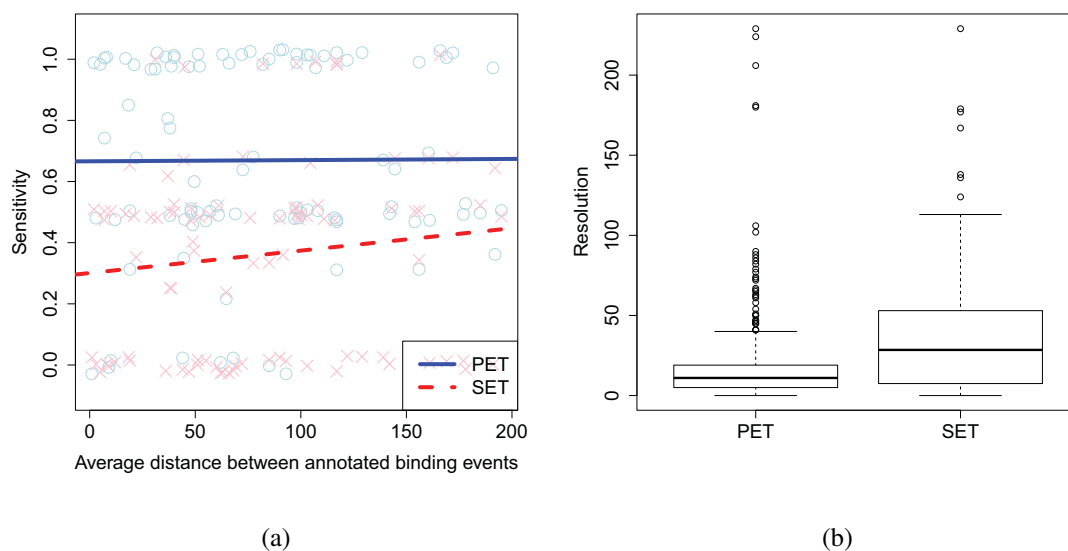 Sensitivity
1.0
0.8
0.6
0.4
0.2
0.0
PET
SET
0 50 100 150 200
Average distance between annotated binding events
(a)
Resolution
200
150
100
50
0
PET SET
(b)